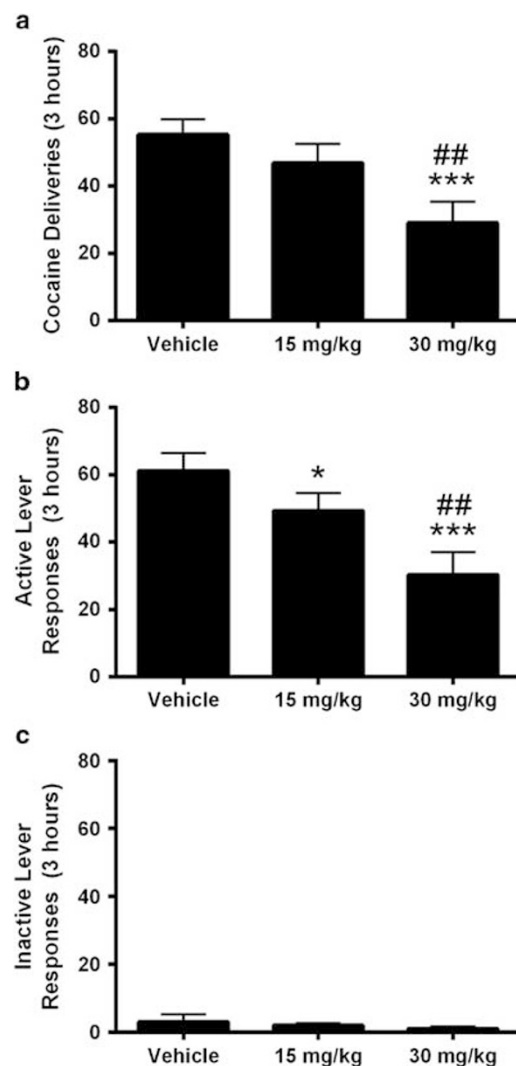 a
Cocaine Deliveries (3 hours)
80
60
40
20
0
##
***
Vehicle 15 mg/kg 30 mg/kg
b
Active Lever
Responses (3 hours)
80
60
40
20
0
*
##
***
Vehicle 15 mg/kg 30 mg/kg
c
Inactive Lever
Responses (3 hours)
80
60
40
20
0
Vehicle 15 mg/kg 30 mg/kg